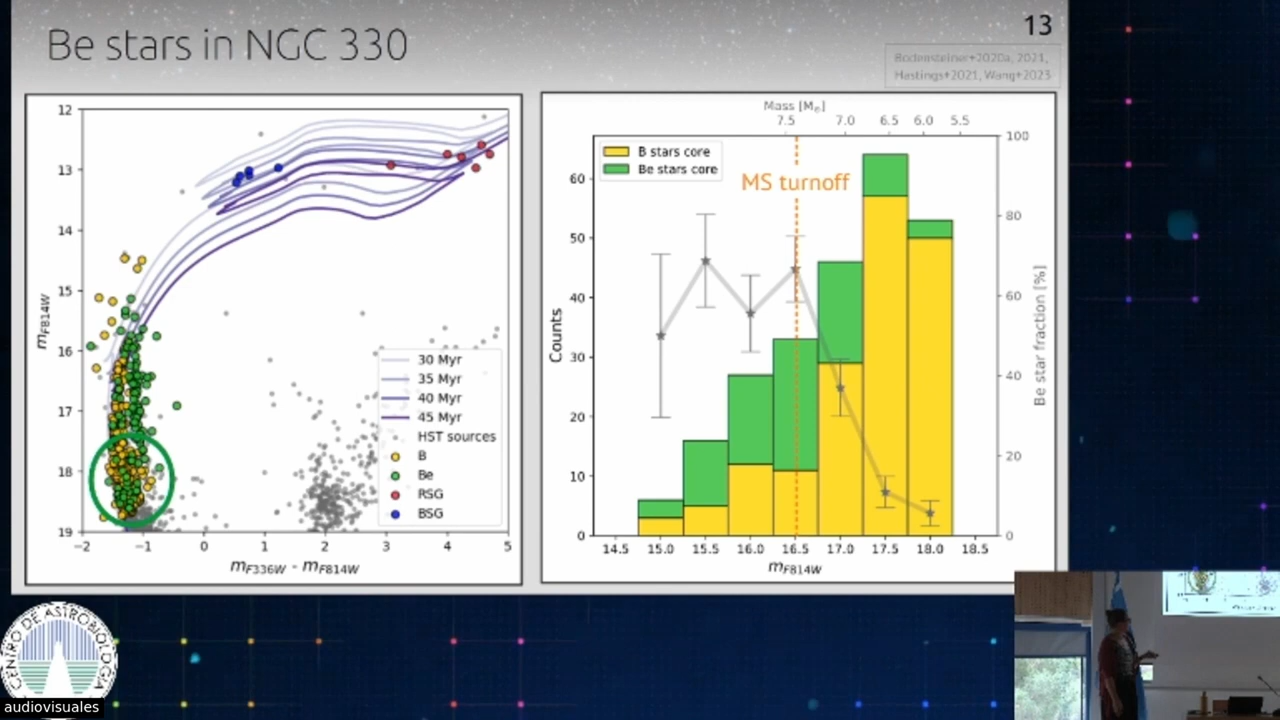 Be stars in NGC 330
13
Bodensteiner+2020a, 2021,
Hastings+2021, Wang+2023
12
13
14
15
16
17
18
19
m_F814W
−2 −1 0 1 2 3 4 5
m_F336W - m_F814W
30 Myr
35 Myr
40 Myr
45 Myr
HST sources
B
Be
RSG
BSG
Mass [M☉]
7.5 7.0 6.5 6.0 5.5
B stars core
Be stars core
MS turnoff
60
50
40
30
20
10
0
Counts
100
80
60
40
20
0
Be star fraction [%]
14.5 15.0 15.5 16.0 16.5 17.0 17.5 18.0 18.5
m_F814W
CENTRO DE ASTROBIOLOGIA
audiovisuales